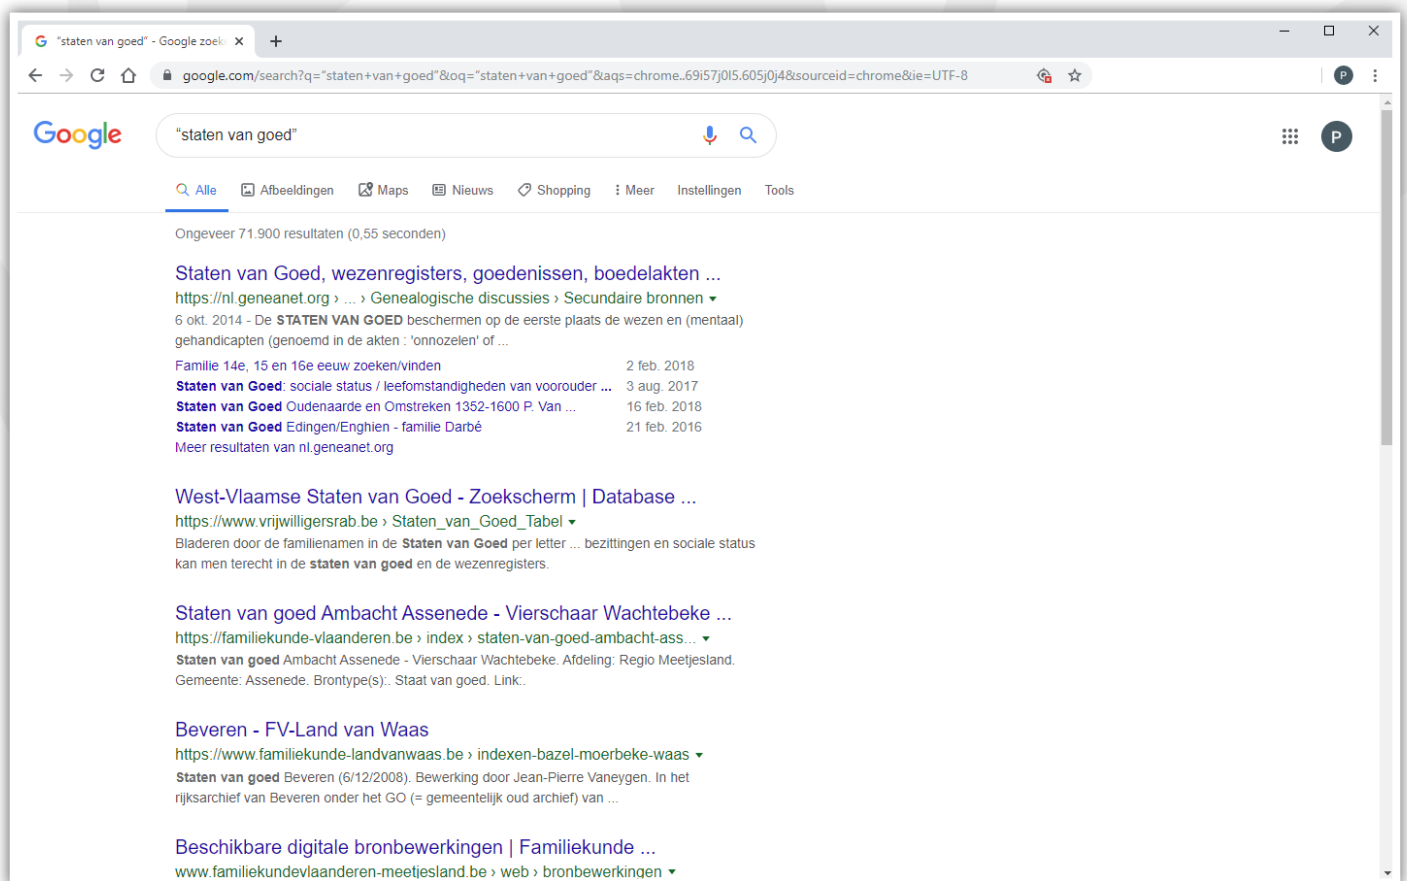 "staten van goed" - Google zoek
google.com/search?q="staten+van+goed"&oq="staten+van+goed"&aqs=chrome..69i57j0l5.605j0j4&sourceid=chrome&ie=UTF-8
P
Google
"staten van goed"
P
Alle Afbeeldingen Maps Nieuws Shopping Meer Instellingen Tools
Ongeveer 71.900 resultaten (0,55 seconden)
Staten van Goed, wezenregisters, goedenissen, boedelakten ...
https://nl.geneanet.org › ... › Genealogische discussies › Secundaire bronnen
6 okt. 2014 - De STATEN VAN GOED beschermen op de eerste plaats de wezen en (mentaal)
gehandicapten (genoemd in de akten : 'onnozelen' of ...
Familie 14e, 15 en 16e eeuw zoeken/vinden 2 feb. 2018
Staten van Goed: sociale status / leefomstandigheden van voorouder ... 3 aug. 2017
Staten van Goed Oudenaarde en Omstreken 1352-1600 P. Van ... 16 feb. 2018
Staten van Goed Edingen/Enghien - familie Darbé 21 feb. 2016
Meer resultaten van nl.geneanet.org
West-Vlaamse Staten van Goed - Zoekscherm | Database ...
https://www.vrijwilligersrab.be › Staten_van_Goed_Tabel
Bladeren door de familienamen in de Staten van Goed per letter ... bezittingen en sociale status
kan men terecht in de staten van goed en de wezenregisters.
Staten van goed Ambacht Assenede - Vierschaar Wachtebeke ...
https://familiekunde-vlaanderen.be › index › staten-van-goed-ambacht-ass...
Staten van goed Ambacht Assenede - Vierschaar Wachtebeke. Afdeling: Regio Meetjesland.
Gemeente: Assenede. Brontype(s):. Staat van goed. Link:.
Beveren - FV-Land van Waas
https://www.familiekunde-landvanwaas.be › indexen-bazel-moerbeke-waas
Staten van goed Beveren (6/12/2008). Bewerking door Jean-Pierre Vaneygen. In het
rijksarchief van Beveren onder het GO (= gemeentelijk oud archief) van ...
Beschikbare digitale bronbewerkingen | Familiekunde ...
www.familiekundevlaanderen-meetjesland.be › web › bronbewerkingen